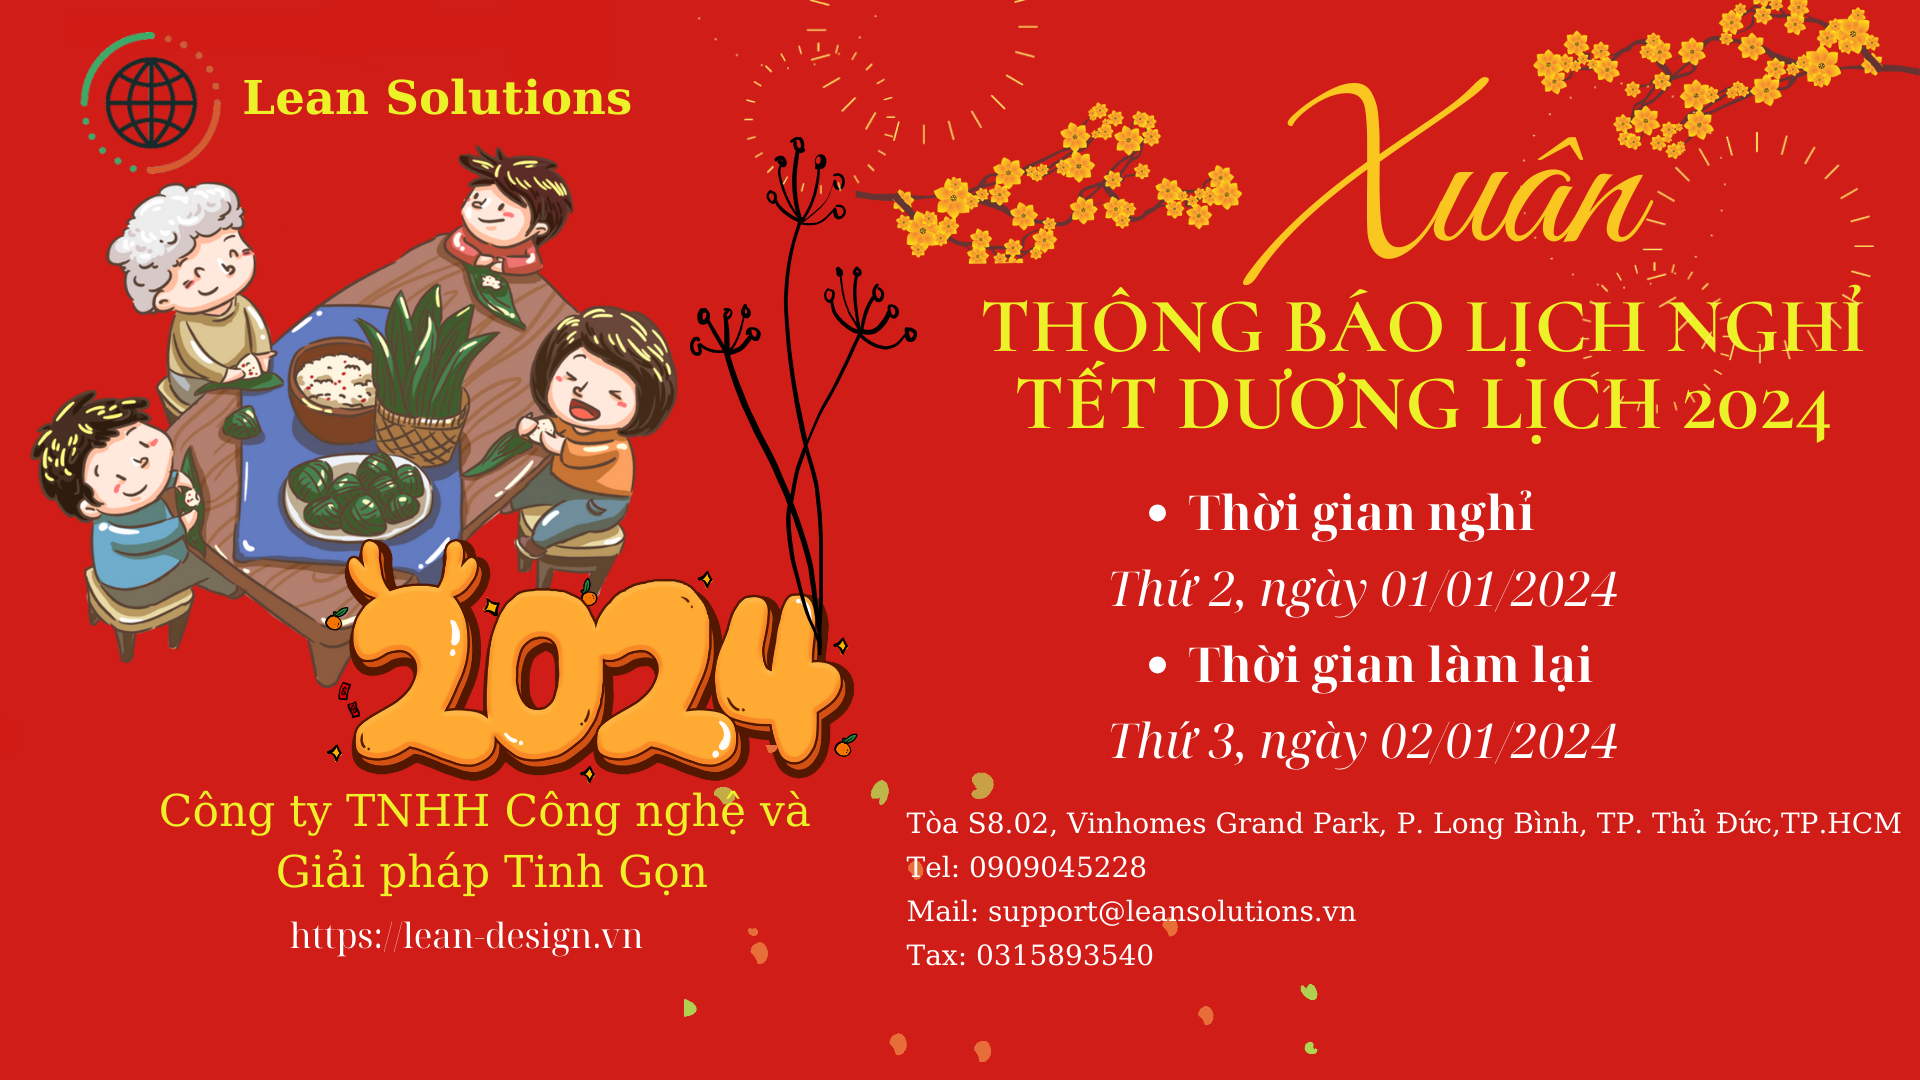 Lean Solutions
Xuân
THÔNG BÁO LỊCH NGHỈ
TẾT DƯƠNG LỊCH 2024
• Thời gian nghỉ
Thứ 2, ngày 01/01/2024
• Thời gian làm lại
Thứ 3, ngày 02/01/2024
2024
Công ty TNHH Công nghệ và
Giải pháp Tinh Gọn
https://lean-design.vn
Tòa S8.02, Vinhomes Grand Park, P. Long Bình, TP. Thủ Đức,TP.HCM
Tel: 0909045228
Mail: support@leansolutions.vn
Tax: 0315893540